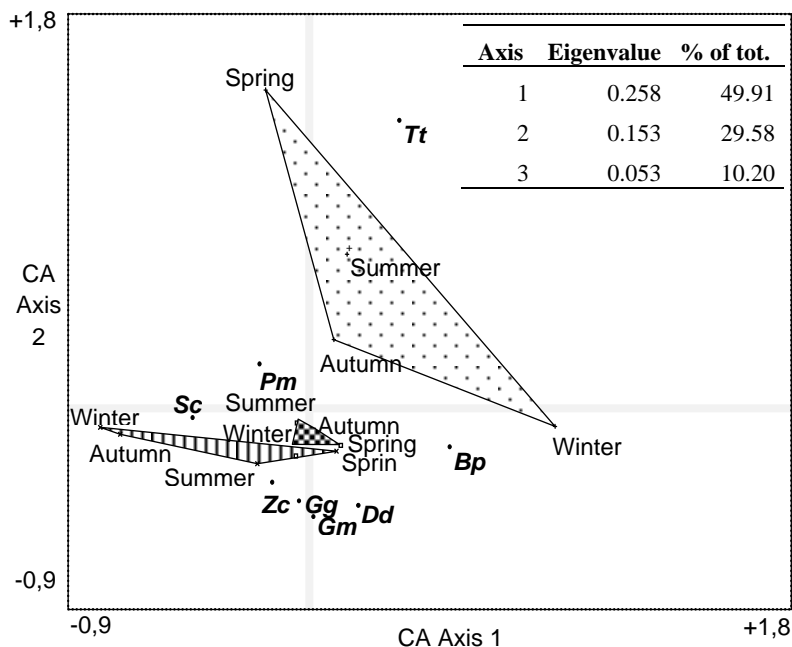 +1,8
Axis Eigenvalue % of tot.
1 0.258 49.91
2 0.153 29.58
3 0.053 10.20
Spring
Tt
Summer
CA
Axis
2
Autumn
Pm
Summer
Sc
Winter
Autumn
Winter
Spring
Autumn
Sprin
Winter
Bp
Summer
Zc
Gg
Gm
Dd
-0,9
-0,9
CA Axis 1
+1,8